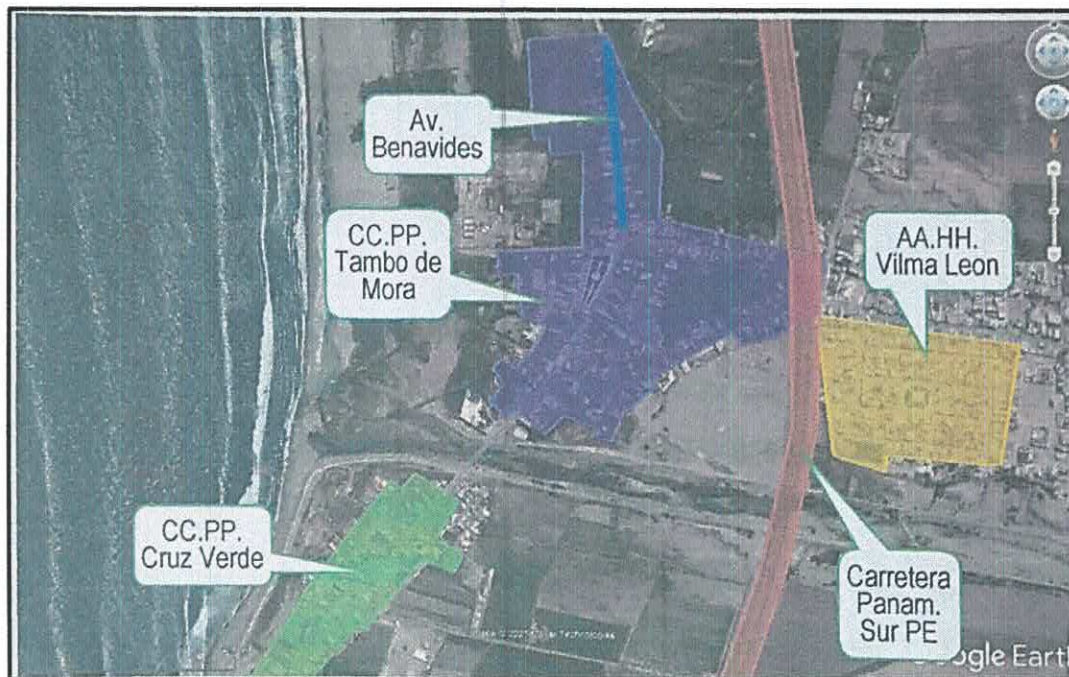 Av.
Benavides
CC.PP.
Tambo de
Mora
AA.HH.
Vilma Leon
CC.PP.
Cruz Verde
Carretera
Panam.
Sur PE
Google Earth